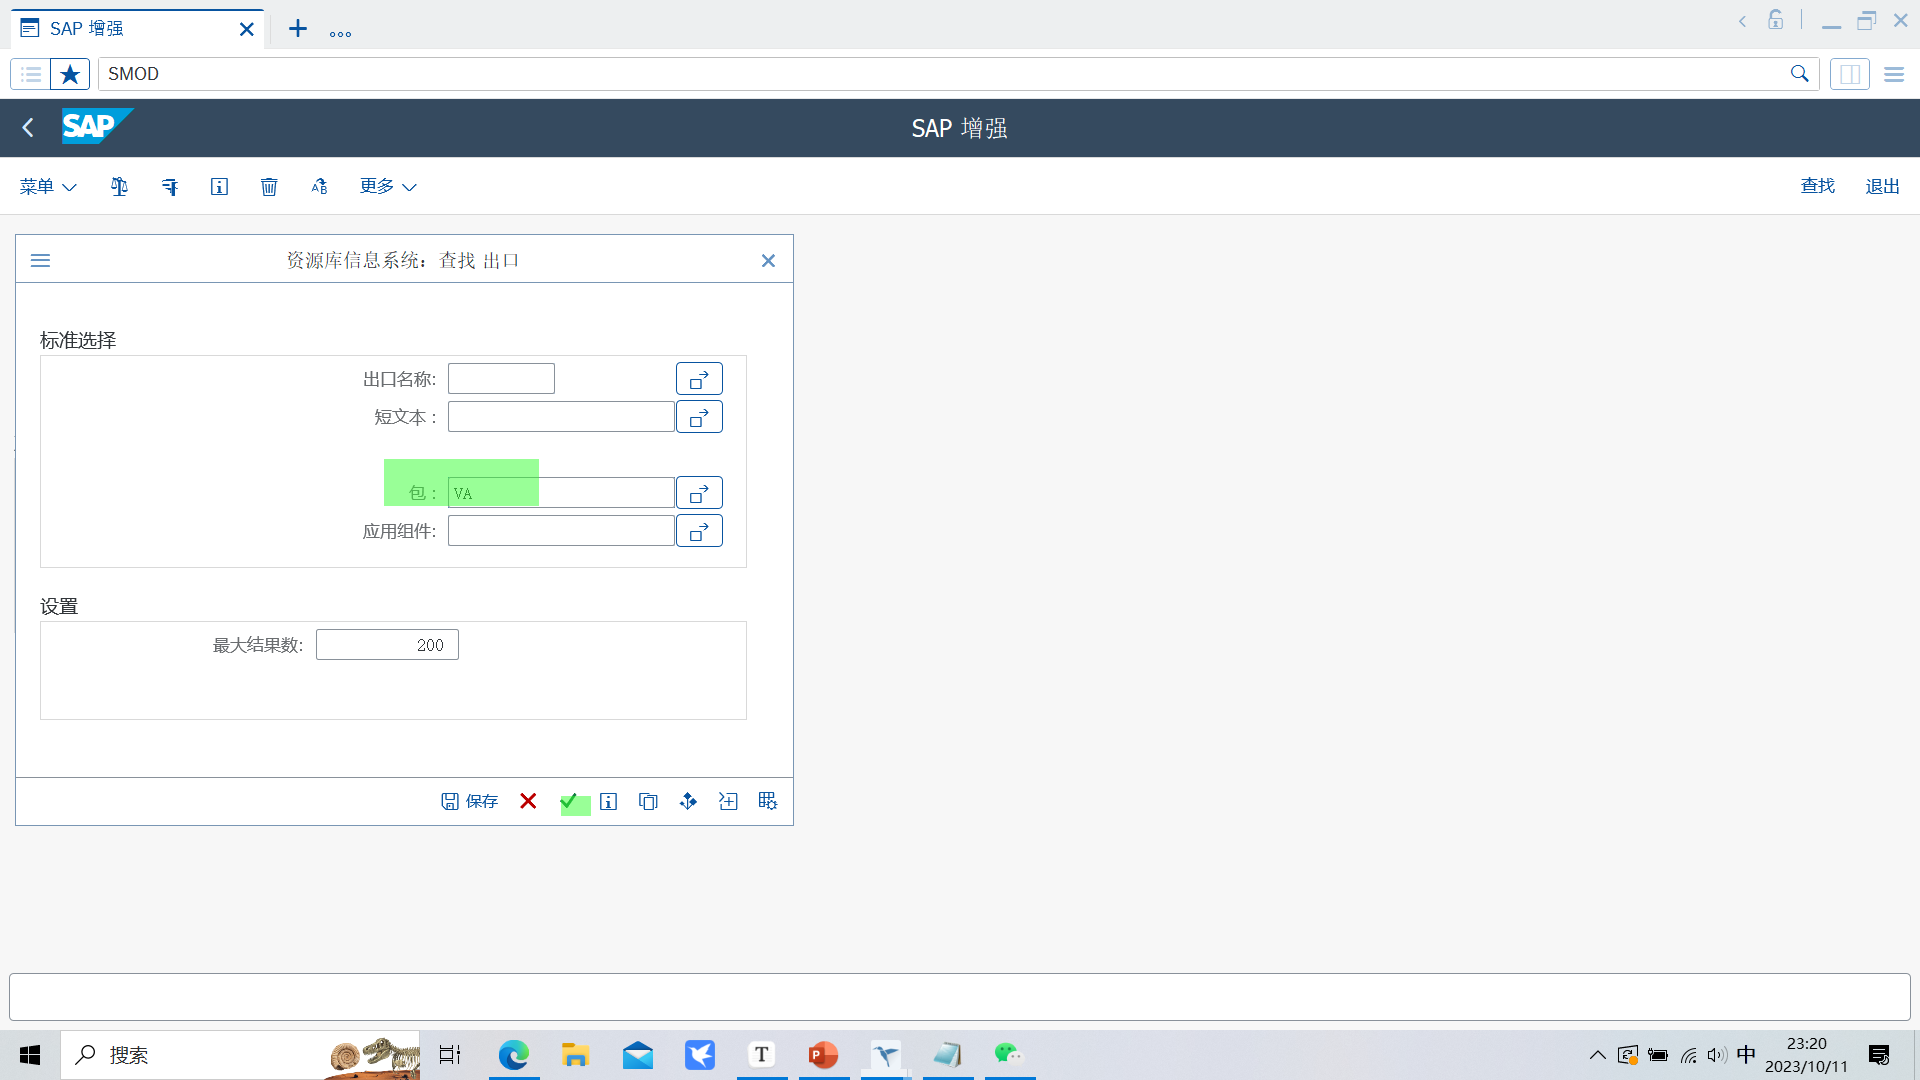 SAP 增强
SMOD
SAP
SAP 增强
菜单
更多
查找
退出
资源库信息系统：查找 出口
标准选择
出口名称:
短文本：
包： VA
应用组件:
设置
最大结果数: 200
保存
搜索
中
23:20
2023/10/11